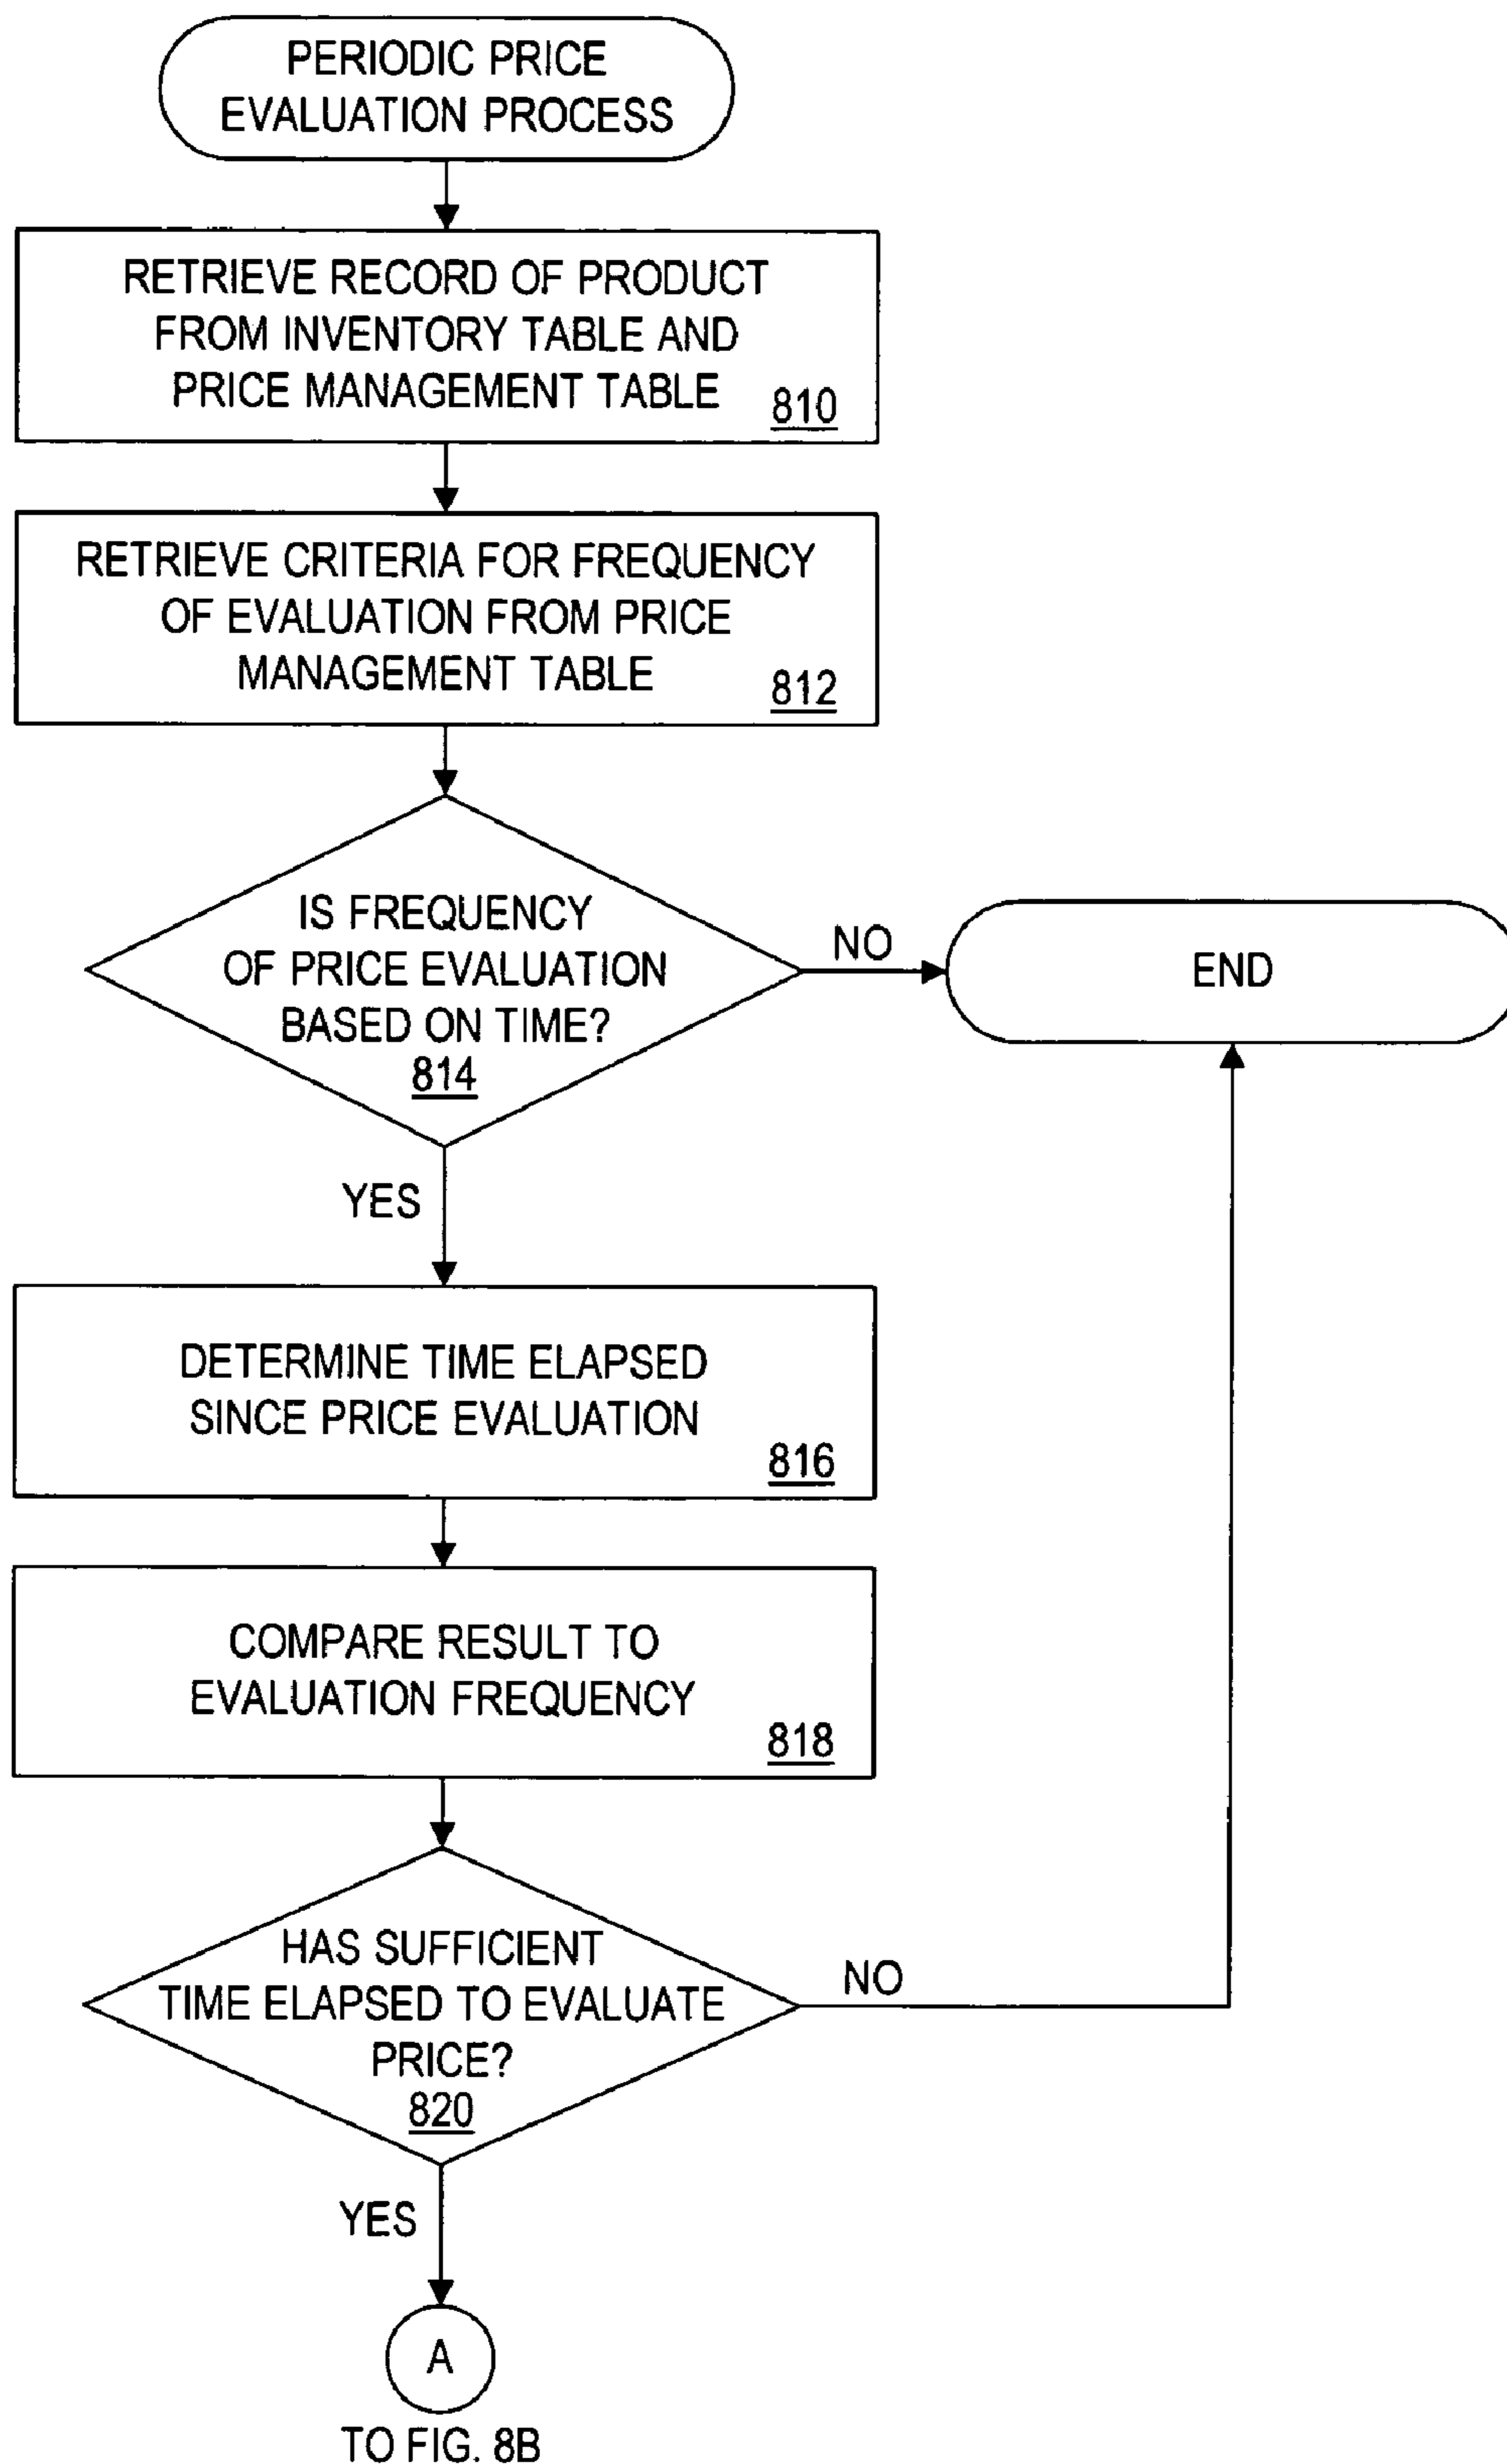 PERIODIC PRICE
EVALUATION PROCESS
RETRIEVE RECORD OF PRODUCT
FROM INVENTORY TABLE AND
PRICE MANAGEMENT TABLE
810
RETRIEVE CRITERIA FOR FREQUENCY
OF EVALUATION FROM PRICE
MANAGEMENT TABLE
812
IS FREQUENCY
OF PRICE EVALUATION
BASED ON TIME?
814
NO
END
YES
DETERMINE TIME ELAPSED
SINCE PRICE EVALUATION
816
COMPARE RESULT TO
EVALUATION FREQUENCY
818
HAS SUFFICIENT
TIME ELAPSED TO EVALUATE
PRICE?
820
NO
YES
A
TO FIG. 8B